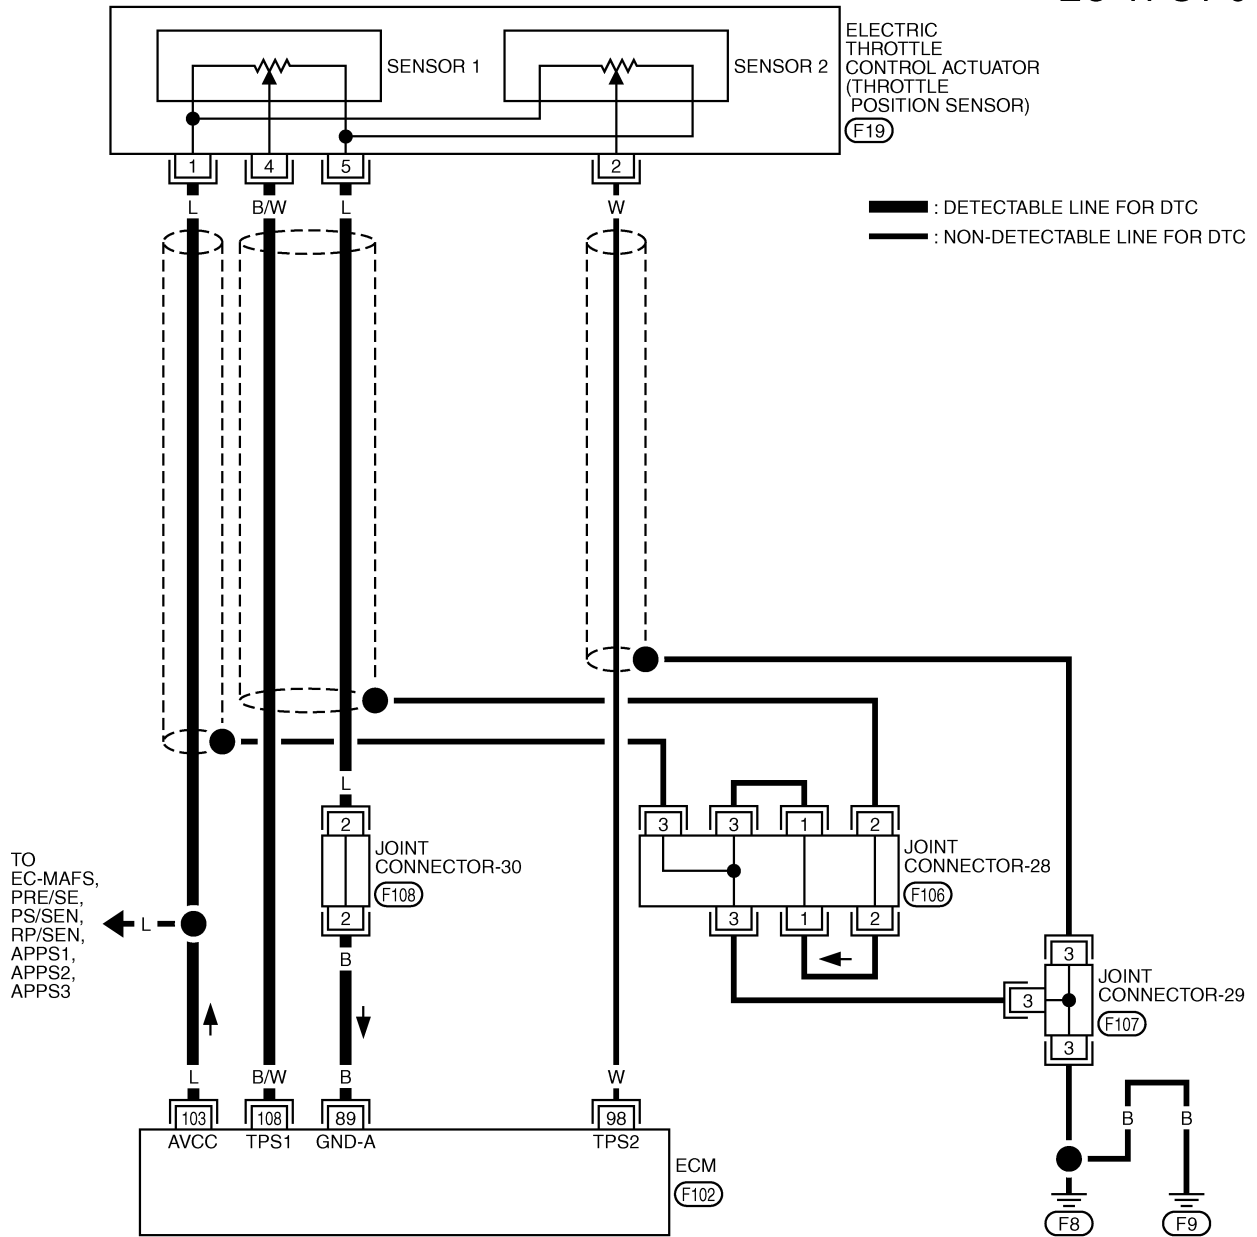 ELECTRIC
THROTTLE
CONTROL ACTUATOR
(THROTTLE
POSITION SENSOR)
F19
SENSOR 1
SENSOR 2
1
4
5
2
L
B/W
L
W
: DETECTABLE LINE FOR DTC
: NON-DETECTABLE LINE FOR DTC
L
2
JOINT
CONNECTOR-30
F108
2
B
3
3
1
2
JOINT
CONNECTOR-28
F106
3
1
2
TO
EC-MAFS,
PRE/SE,
PS/SEN,
RP/SEN,
APPS1,
APPS2,
APPS3
L
3
3
JOINT
CONNECTOR-29
F107
3
L
B/W
B
W
103
108
89
98
AVCC
TPS1
GND-A
TPS2
ECM
F102
B
B
F8
F9